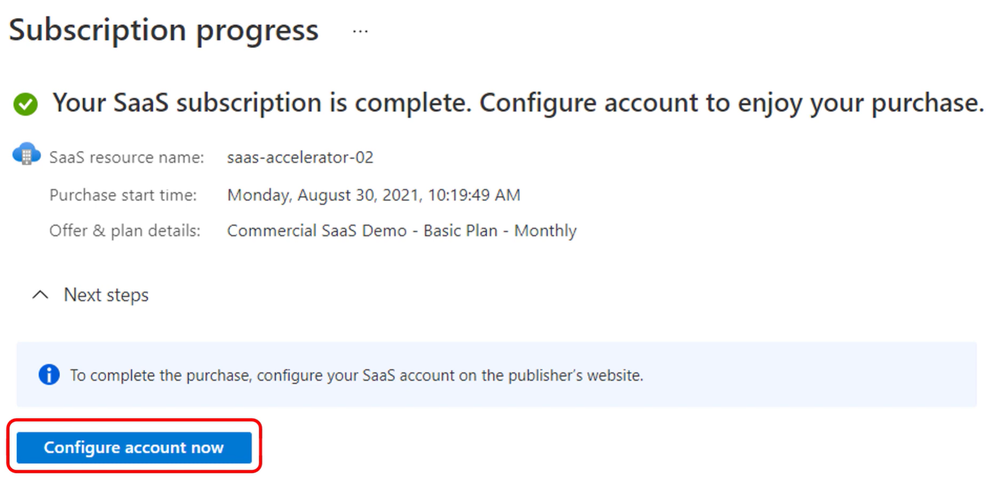 Subscription progress ...
Your SaaS subscription is complete. Configure account to enjoy your purchase.
SaaS resource name: saas-accelerator-02
Purchase start time: Monday, August 30, 2021, 10:19:49 AM
Offer & plan details: Commercial SaaS Demo - Basic Plan - Monthly
Next steps
To complete the purchase, configure your SaaS account on the publisher’s website.
Configure account now